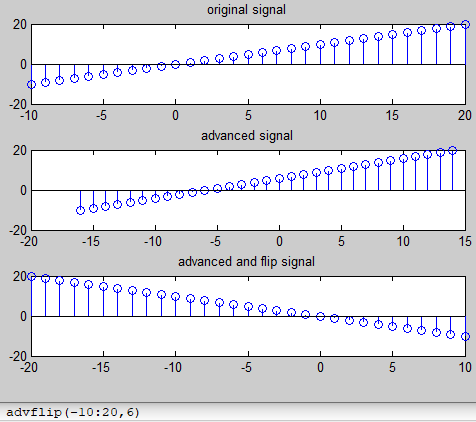 original signal
20
0
-20
-10 -5 0 5 10 15 20
advanced signal
20
0
-20
-20 -15 -10 -5 0 5 10 15
advanced and flip signal
20
0
-20
-20 -15 -10 -5 0 5 10
advflip(-10:20,6)